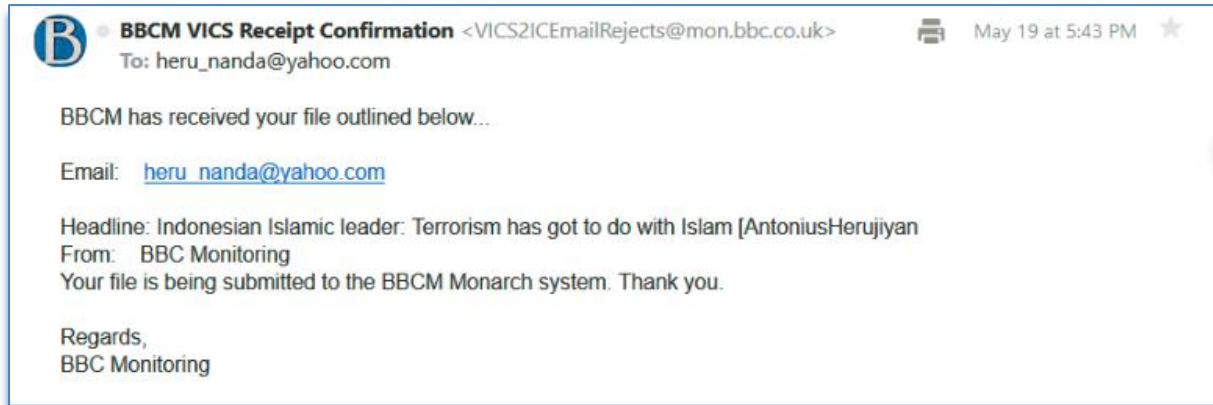 B
BBCM VICS Receipt Confirmation <VICS2ICEmailRejects@mon.bbc.co.uk> May 19 at 5:43 PM
To: heru_nanda@yahoo.com
BBCM has received your file outlined below...
Email: heru_nanda@yahoo.com
Headline: Indonesian Islamic leader: Terrorism has got to do with Islam [AntoniusHerujiyan
From: BBC Monitoring
Your file is being submitted to the BBCM Monarch system. Thank you.
Regards,
BBC Monitoring